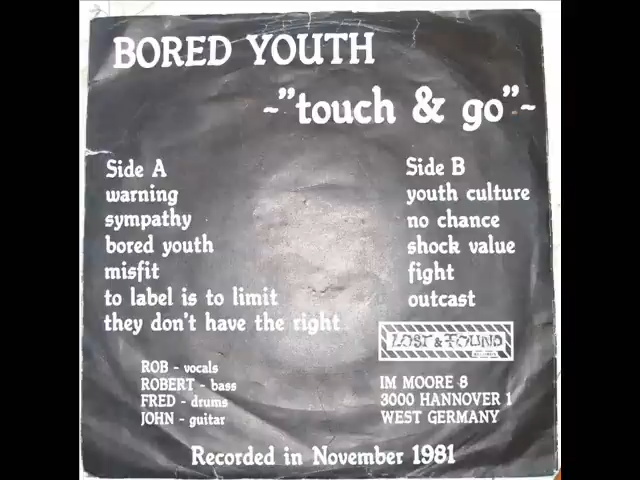 BORED YOUTH
~"touch & go"~
Side A
warning
sympathy
bored youth
misfit
to label is to limit
they don't have the right
Side B
youth culture
no chance
shock value
fight
outcast
LOST & FOUND
ROB - vocals
ROBERT - bass
FRED - drums
JOHN - guitar
IM MOORE 8
3000 HANNOVER 1
WEST GERMANY
Recorded in November 1981